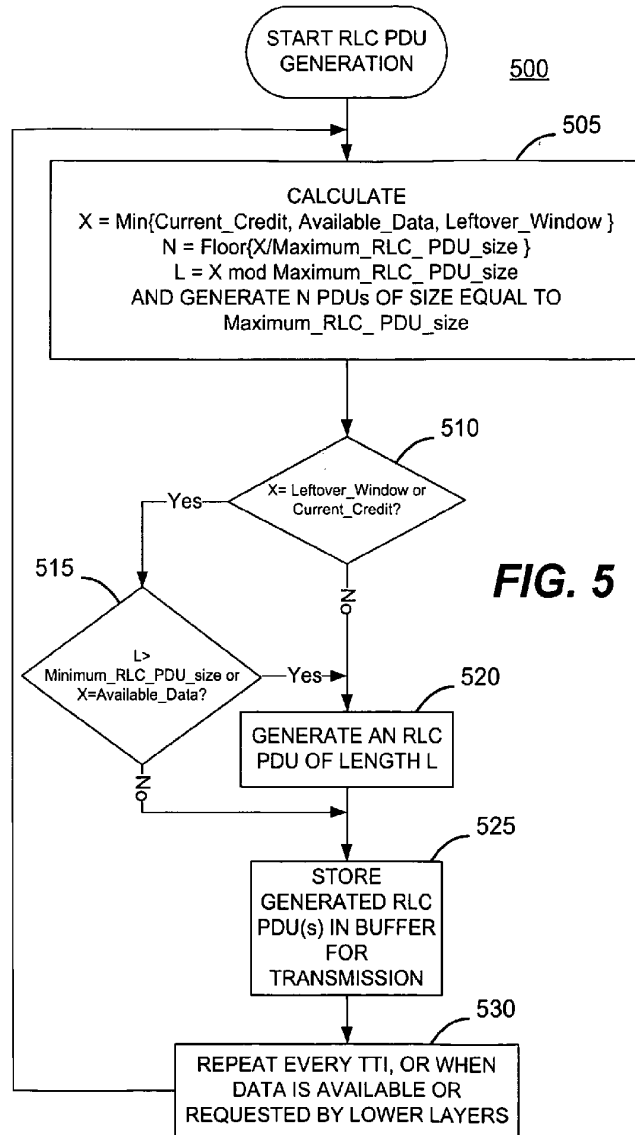 START RLC PDU
GENERATION
500
505
CALCULATE
X = Min{Current_Credit, Available_Data, Leftover_Window }
N = Floor{X/Maximum_RLC_ PDU_size }
L = X mod Maximum_RLC_ PDU_size
AND GENERATE N PDUs OF SIZE EQUAL TO
Maximum_RLC_ PDU_size
510
X= Leftover_Window or
Current_Credit?
Yes
No
515
L>
Minimum_RLC_PDU_size or
X=Available_Data?
Yes
No
FIG. 5
520
GENERATE AN RLC
PDU OF LENGTH L
525
STORE
GENERATED RLC
PDU(s) IN BUFFER
FOR
TRANSMISSION
530
REPEAT EVERY TTI, OR WHEN
DATA IS AVAILABLE OR
REQUESTED BY LOWER LAYERS